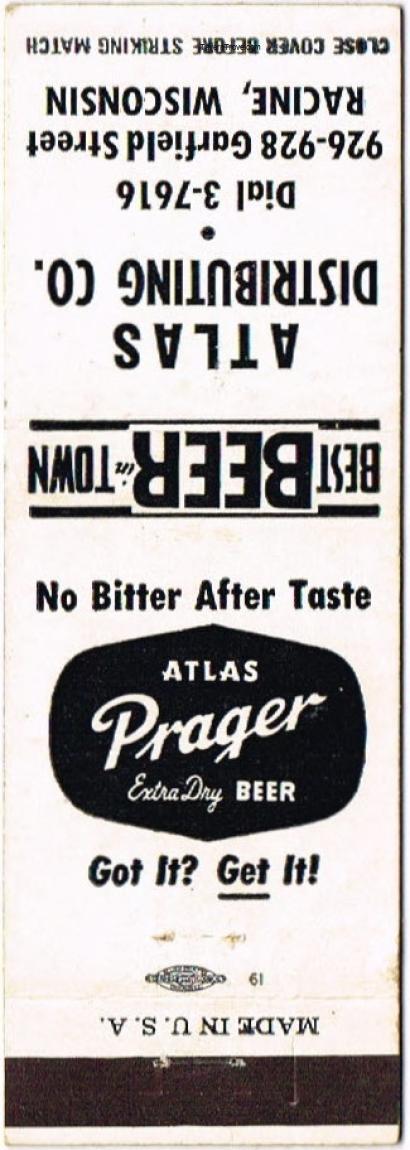 CLOSE COVER BEFORE STRIKING MATCH
RACINE, WISCONSIN
926-928 Garfield Street
Dial 3-7616
•
DISTRIBUTING CO.
ATLAS
BEST BEER in TOWN
No Bitter After Taste
ATLAS
Prager
Extra Dry BEER
Got It? Get It!
19
MADE IN U.S.A.